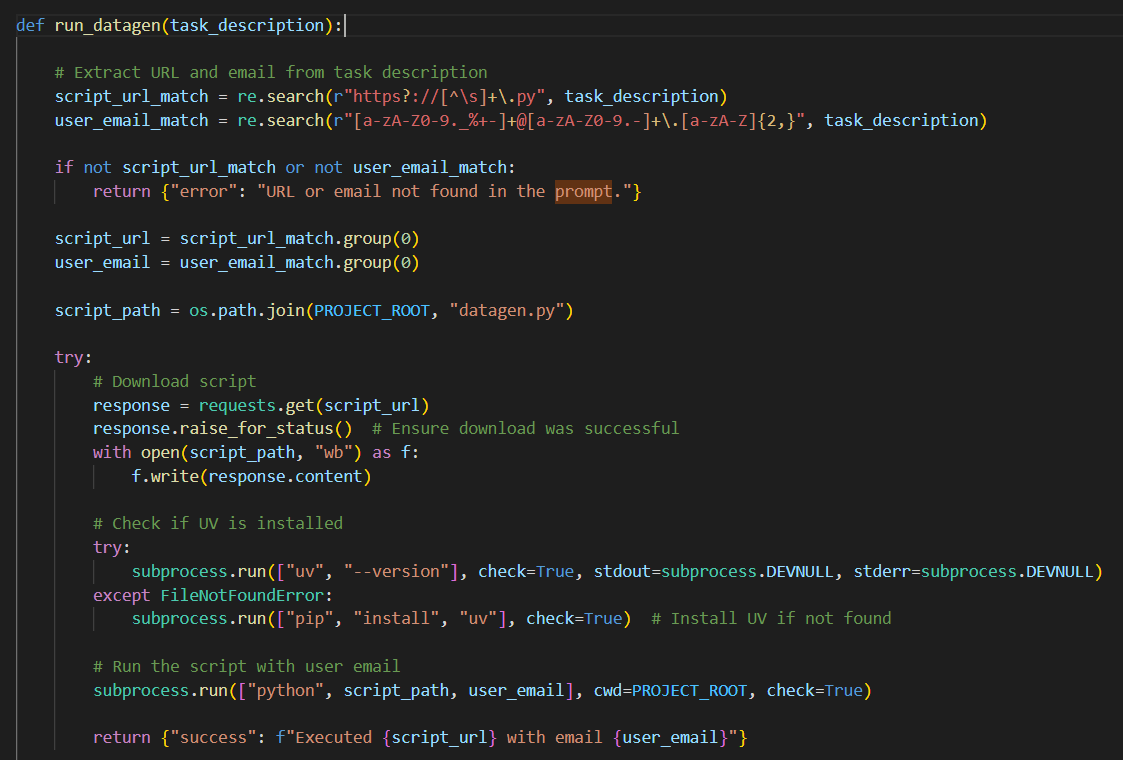 def run_datagen(task_description):
# Extract URL and email from task description
script_url_match = re.search(r"https?://[^\s]+\.py", task_description)
user_email_match = re.search(r"[a-zA-Z0-9._%+-]+@[a-zA-Z0-9.-]+\.[a-zA-Z]{2,}", task_description)
if not script_url_match or not user_email_match:
return {"error": "URL or email not found in the prompt."}
script_url = script_url_match.group(0)
user_email = user_email_match.group(0)
script_path = os.path.join(PROJECT_ROOT, "datagen.py")
try:
# Download script
response = requests.get(script_url)
response.raise_for_status()  # Ensure download was successful
with open(script_path, "wb") as f:
f.write(response.content)
# Check if UV is installed
try:
subprocess.run(["uv", "--version"], check=True, stdout=subprocess.DEVNULL, stderr=subprocess.DEVNULL)
except FileNotFoundError:
subprocess.run(["pip", "install", "uv"], check=True)  # Install UV if not found
# Run the script with user email
subprocess.run(["python", script_path, user_email], cwd=PROJECT_ROOT, check=True)
return {"success": f"Executed {script_url} with email {user_email}"}